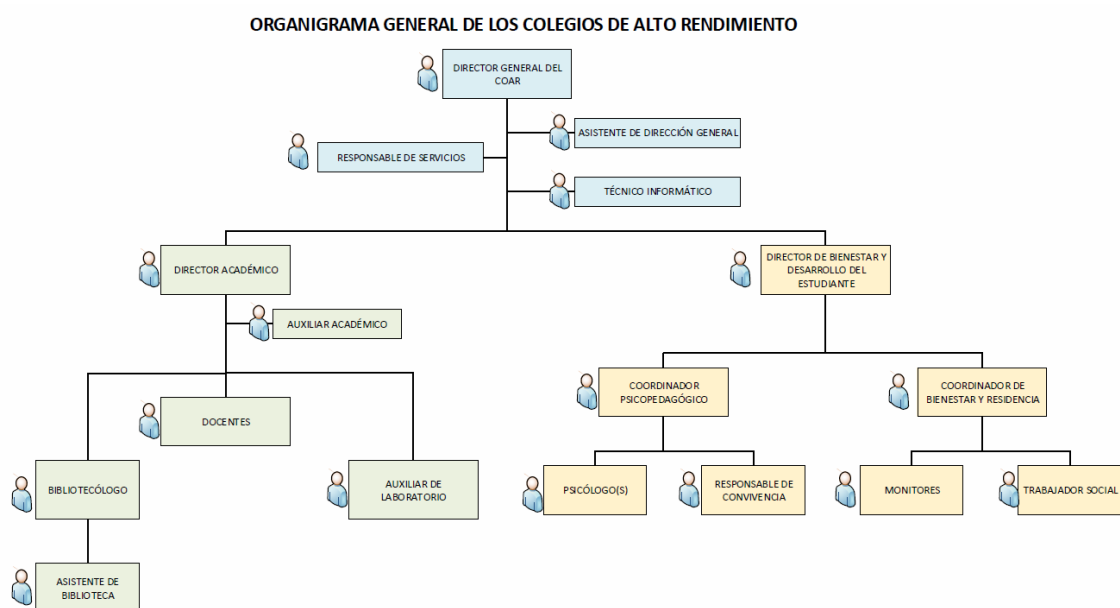 ORGANIGRAMA GENERAL DE LOS COLEGIOS DE ALTO RENDIMIENTO
DIRECTOR GENERAL DEL
COAR
ASISTENTE DE DIRECCIÓN GENERAL
RESPONSABLE DE SERVICIOS
TÉCNICO INFORMÁTICO
DIRECTOR ACADÉMICO
DIRECTOR DE BIENESTAR Y
DESARROLLO DEL
ESTUDIANTE
AUXILIAR ACADÉMICO
COORDINADOR
PSICOPEDAGÓGICO
COORDINADOR DE
BIENESTAR Y RESIDENCIA
DOCENTES
BIBLIOTECÓLOGO
AUXILIAR DE
LABORATORIO
PSICÓLOGO(S)
RESPONSABLE DE
CONVIVENCIA
MONITORES
TRABAJADOR SOCIAL
ASISTENTE DE
BIBLIOTECA